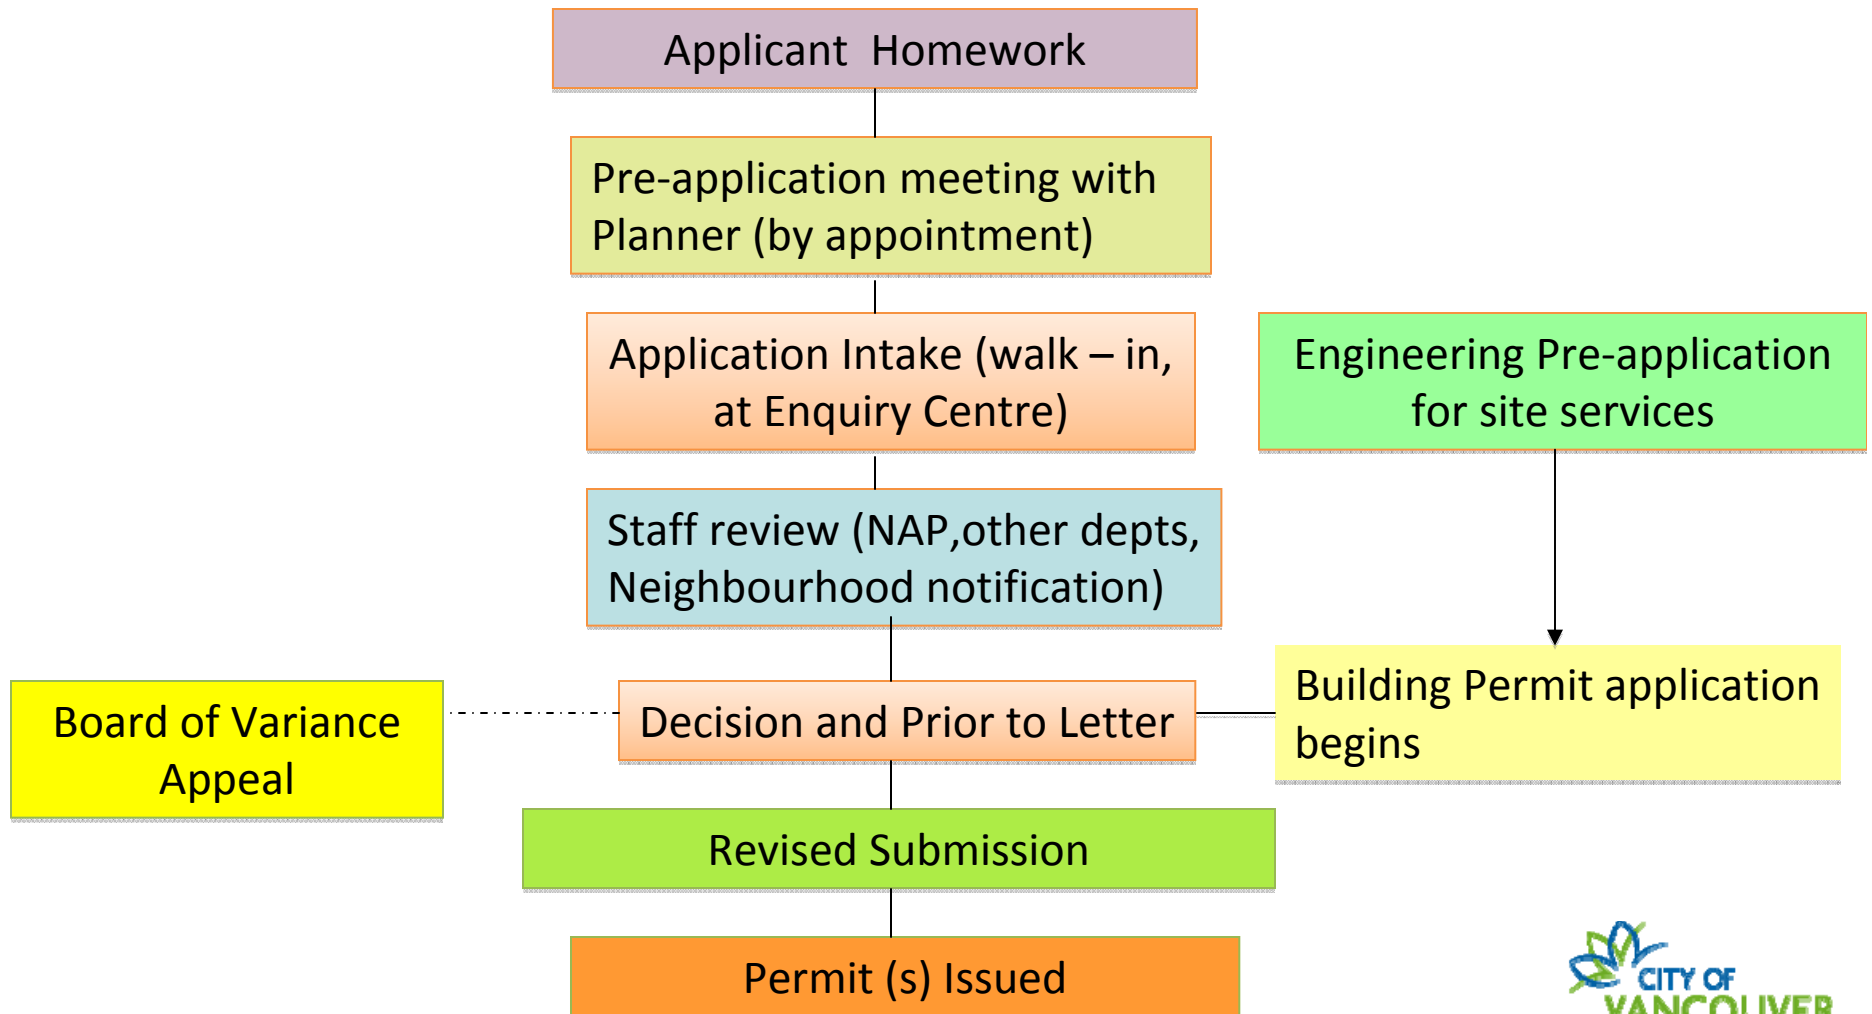 Applicant  Homework
Pre-application meeting with
Planner (by appointment)
Application Intake (walk – in,
at Enquiry Centre)
Engineering Pre-application
for site services
Staff review (NAP,other depts,
Neighbourhood notification)
Board of Variance
Appeal
Decision and Prior to Letter
Building Permit application
begins
Revised Submission
Permit (s) Issued
CITY OF
VANCOUVER